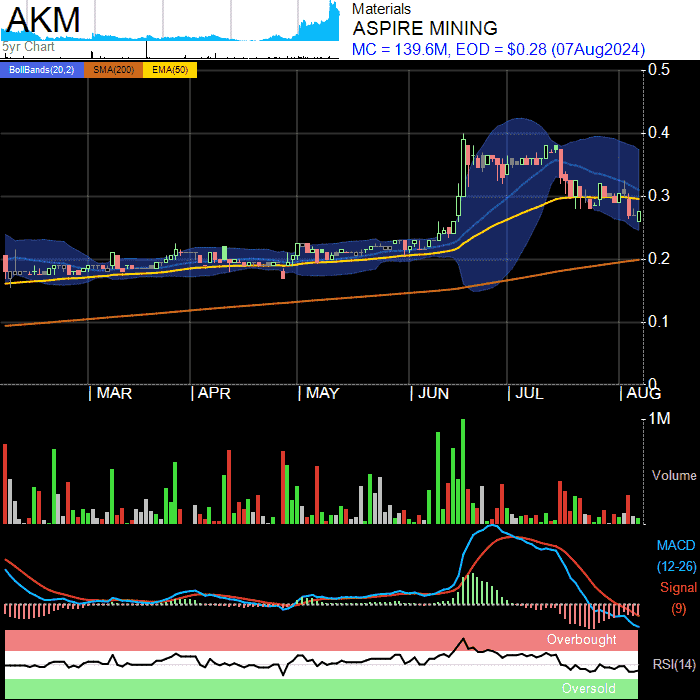 AKM
5yr Chart
Materials
ASPIRE MINING
MC = 139.6M, EOD = $0.28 (07Aug2024)
BollBands(20,2) SMA(200) EMA(50)
0.5
0.4
0.3
0.2
0.1
0
MAR APR MAY JUN JUL AUG
1M
Volume
MACD
(12-26)
Signal
(9)
Overbought
RSI(14)
Oversold